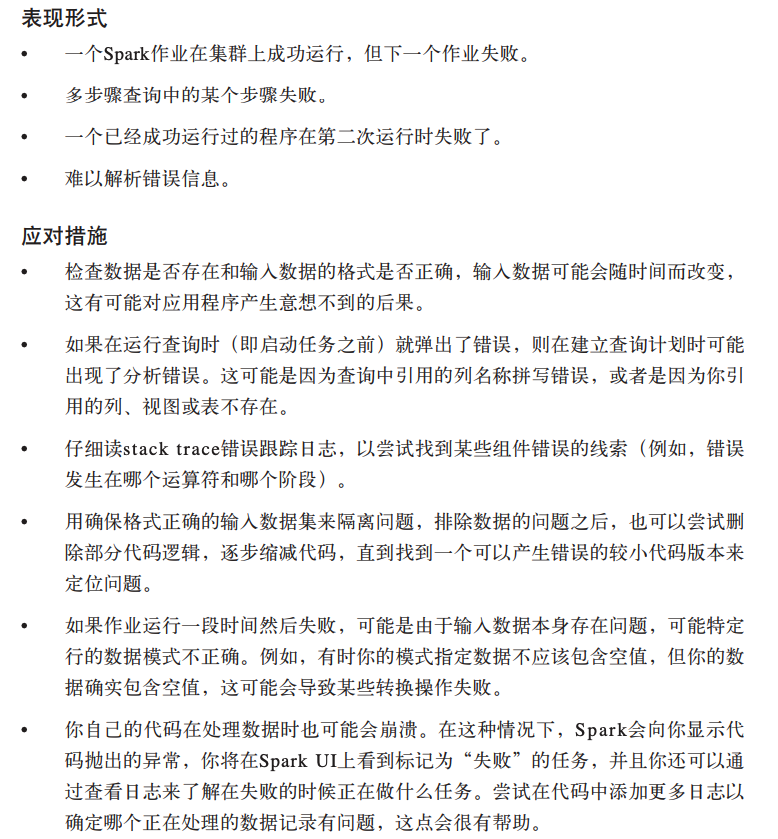 表现形式
• 一个Spark作业在集群上成功运行，但下一个作业失败。
• 多步骤查询中的某个步骤失败。
• 一个已经成功运行过的程序在第二次运行时失败了。
• 难以解析错误信息。
应对措施
• 检查数据是否存在和输入数据的格式是否正确，输入数据可能会随时间而改变，
这有可能对应用程序产生意想不到的后果。
• 如果在运行查询时（即启动任务之前）就弹出了错误，则在建立查询计划时可能
出现了分析错误。这可能是因为查询中引用的列名称拼写错误，或者是因为你引
用的列、视图或表不存在。
• 仔细读stack trace错误跟踪日志，以尝试找到某些组件错误的线索（例如，错误
发生在哪个运算符和哪个阶段）。
• 用确保格式正确的输入数据集来隔离问题，排除数据的问题之后，也可以尝试删
除部分代码逻辑，逐步缩减代码，直到找到一个可以产生错误的较小代码版本来
定位问题。
• 如果作业运行一段时间然后失败，可能是由于输入数据本身存在问题，可能特定
行的数据模式不正确。例如，有时你的模式指定数据不应该包含空值，但你的数
据确实包含空值，这可能会导致某些转换操作失败。
• 你自己的代码在处理数据时也可能会崩溃。在这种情况下，Spark会向你显示代
码抛出的异常，你将在Spark UI上看到标记为“失败”的任务，并且你还可以通
过查看日志来了解在失败的时候正在做什么任务。尝试在代码中添加更多日志以
确定哪个正在处理的数据记录有问题，这点会很有帮助。